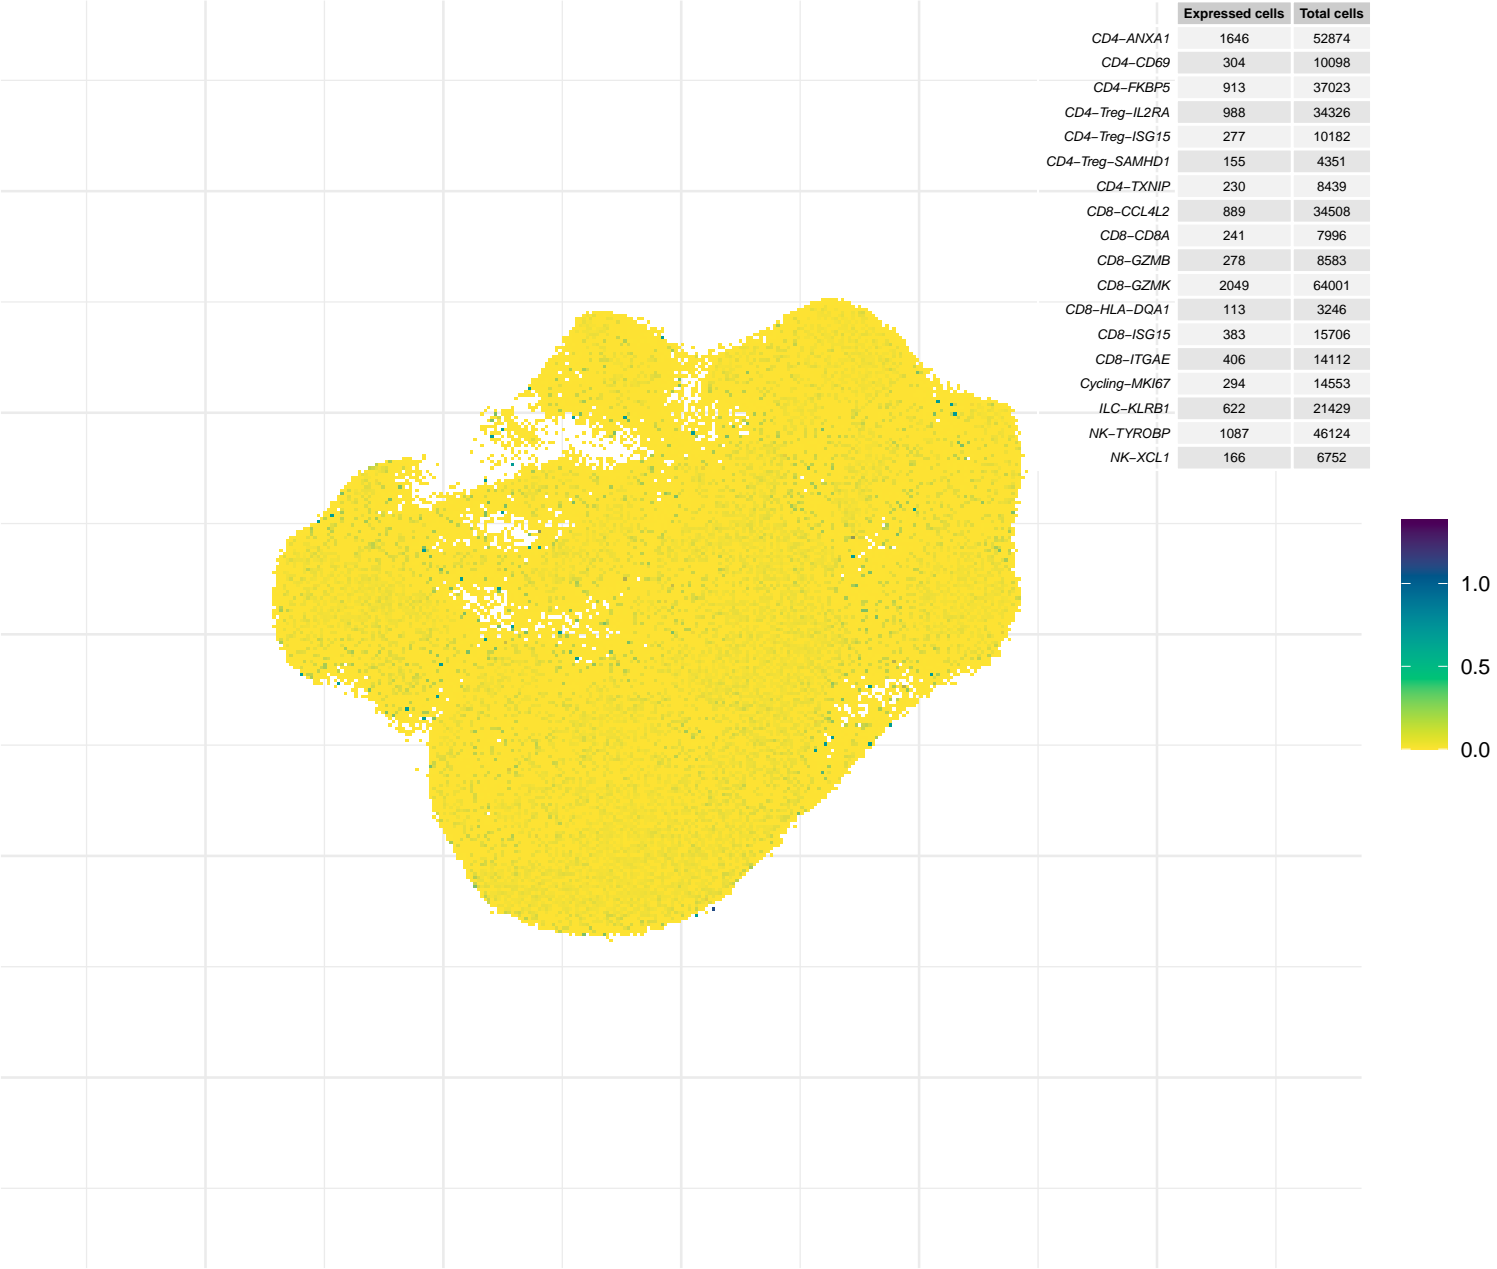 Expressed cells Total cells
CD4−ANXA1 1646 52874
CD4−CD69 304 10098
CD4−FKBP5 913 37023
CD4−Treg−IL2RA 988 34326
CD4−Treg−ISG15 277 10182
CD4−Treg−SAMHD1 155 4351
CD4−TXNIP 230 8439
CD8−CCL4L2 889 34508
CD8−CD8A 241 7996
CD8−GZMB 278 8583
CD8−GZMK 2049 64001
CD8−HLA−DQA1 113 3246
CD8−ISG15 383 15706
CD8−ITGAE 406 14112
Cycling−MKI67 294 14553
ILC−KLRB1 622 21429
NK−TYROBP 1087 46124
NK−XCL1 166 6752
1.0
0.5
0.0